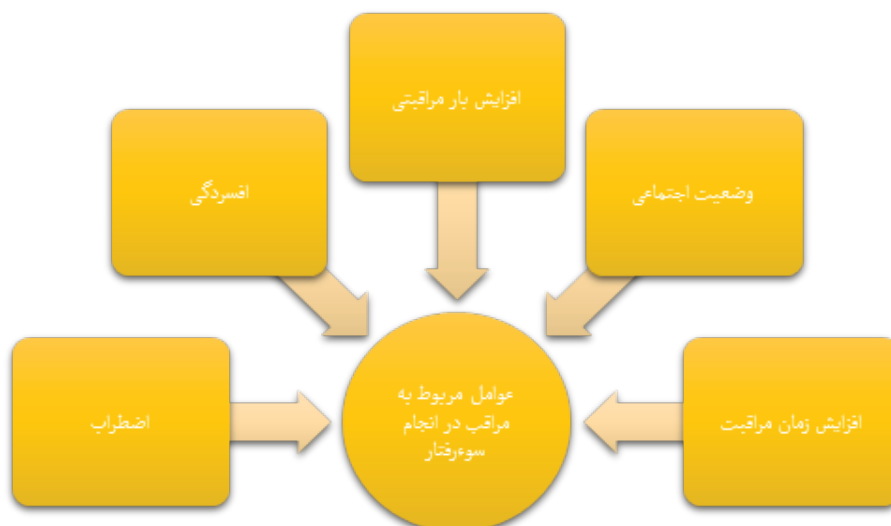 افزایش بار مراقبتی
وضعیت اجتماعی
افسردگی
افزایش زمان مراقبت
اضطراب
عوامل مربوط به
مراقب در انجام
سوءرفتار